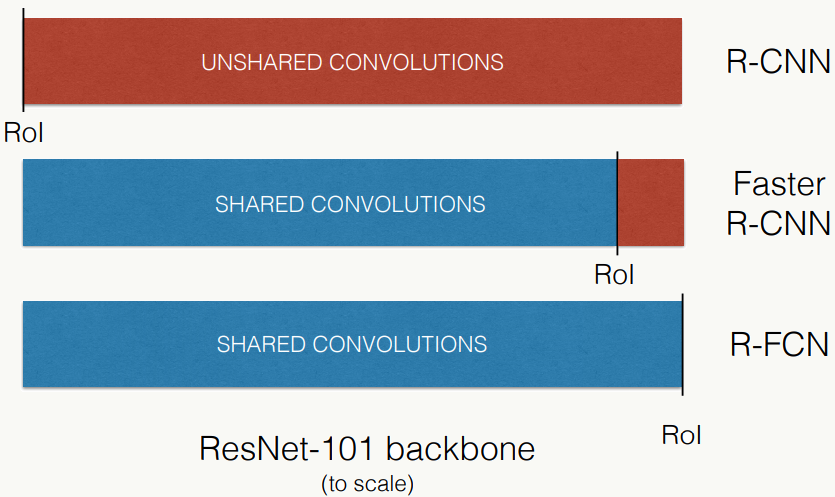 UNSHARED CONVOLUTIONS
R-CNN
RoI
SHARED CONVOLUTIONS
Faster
R-CNN
RoI
SHARED CONVOLUTIONS
R-FCN
RoI
ResNet-101 backbone
(to scale)